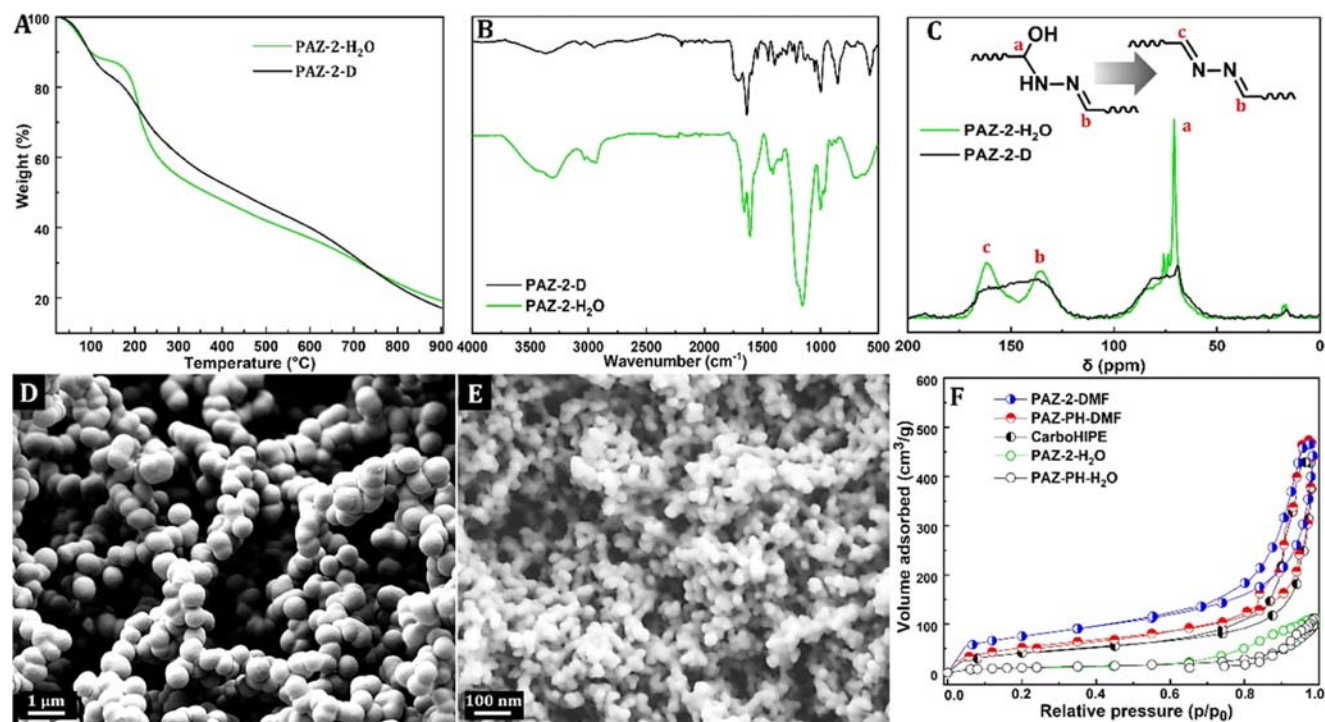 A
PAZ-2-H₂O
PAZ-2-D
Weight (%)
100
80
60
40
20
100 200 300 400 500 600 700 800 900
Temperature (°C)
B
PAZ-2-D
PAZ-2-H₂O
4000 3500 3000 2500 2000 1500 1000 500
Wavenumber (cm⁻¹)
C
OH
a
HN-N
b
c
N-N
b
PAZ-2-H₂O
PAZ-2-D
a
c
b
200 150 100 50 0
δ (ppm)
D
1 µm
E
100 nm
F
PAZ-2-DMF
PAZ-PH-DMF
CarboHIPE
PAZ-2-H₂O
PAZ-PH-H₂O
Volume adsorbed (cm³/g)
600
500
400
300
200
100
0
0.0 0.2 0.4 0.6 0.8 1.0
Relative pressure (p/p₀)